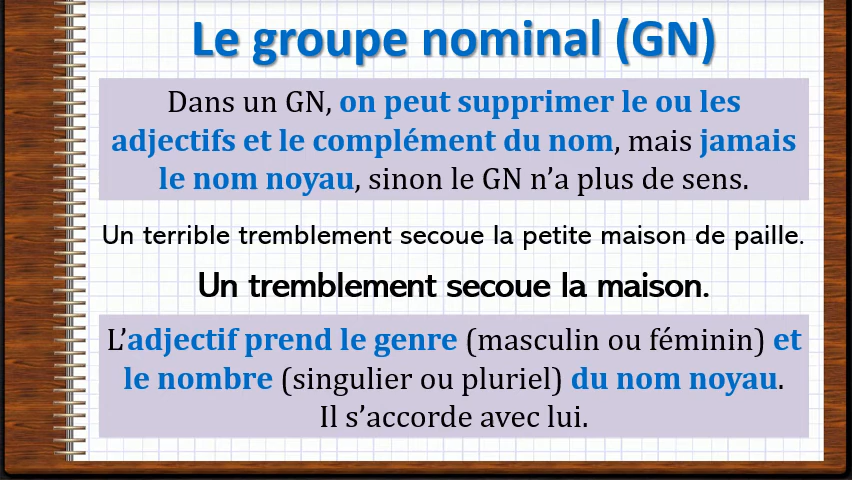 Le groupe nominal (GN)
Dans un GN, on peut supprimer le ou les
adjectifs et le complément du nom, mais jamais
le nom noyau, sinon le GN n’a plus de sens.
Un terrible tremblement secoue la petite maison de paille.
Un tremblement secoue la maison.
L’adjectif prend le genre (masculin ou féminin) et
le nombre (singulier ou pluriel) du nom noyau.
Il s’accorde avec lui.